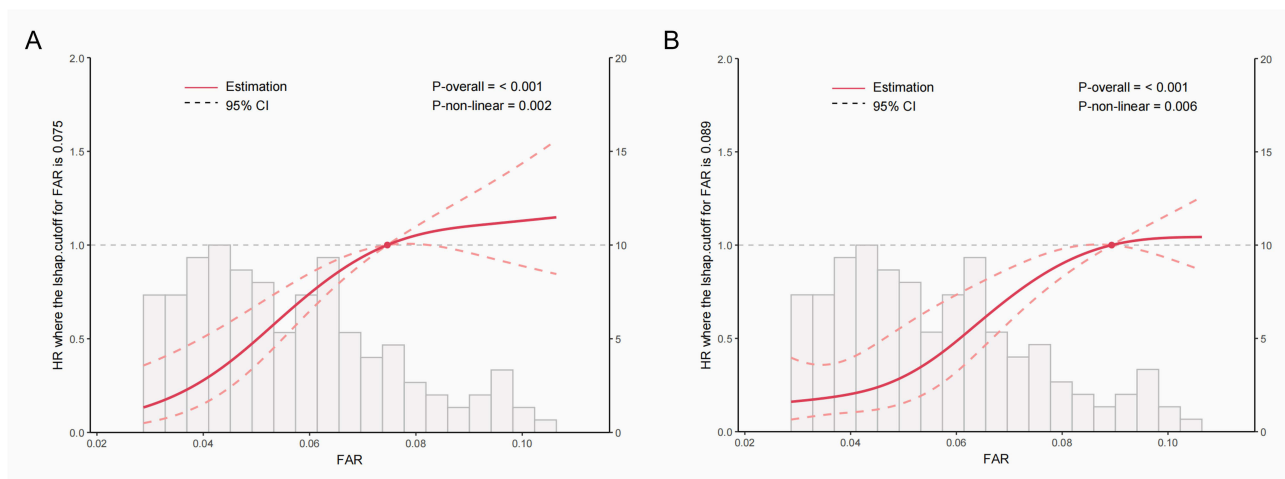 A
HR where the lshap.cutoff for FAR is 0.075
2.0
1.5
1.0
0.5
0.0
Estimation
95% CI
P-overall = < 0.001
P-non-linear = 0.002
20
15
10
5
0
0.02 0.04 0.06 0.08 0.10
FAR
B
HR where the lshap.cutoff for FAR is 0.089
2.0
1.5
1.0
0.5
0.0
Estimation
95% CI
P-overall = < 0.001
P-non-linear = 0.006
20
15
10
5
0
0.02 0.04 0.06 0.08 0.10
FAR